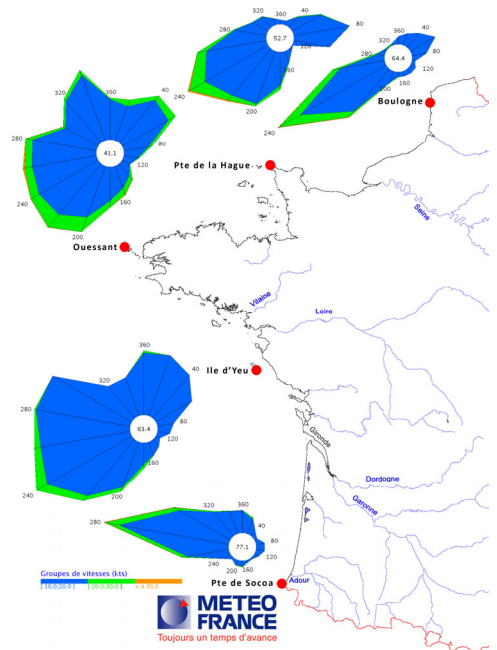 360
320
40
80
52.7
120
280
240
200
360
40
320
80
64.4
280
120
160
200
240
Boulogne
320
360
40
80
280
41.1
120
240
160
200
Pte de la Hague
Seine
Ouessant
Vilaine
Loire
360
320
40
Ile d'Yeu
280
80
63.4
120
160
240
200
Gironde
Dordogne
Garonne
360
320
40
280
80
77.1
240
120
200 160
Groupes de vitesses (kts)
[ 10.0;20.0 [ [ 20.0;30.0 [ > = 30.0
Pte de Socoa
Adour
METEO
FRANCE
Toujours un temps d'avance